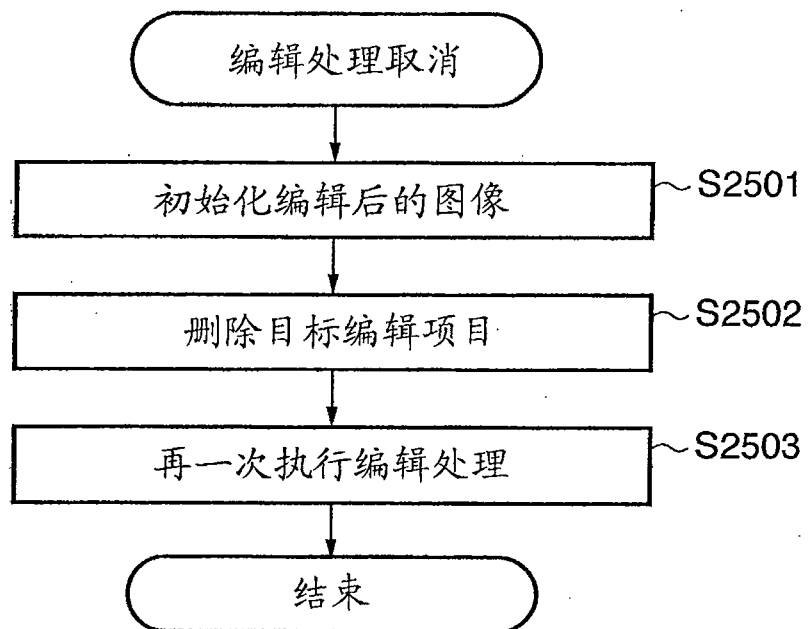 编辑处理取消
初始化编辑后的图像
S2501
删除目标编辑项目
S2502
再一次执行编辑处理
S2503
结束